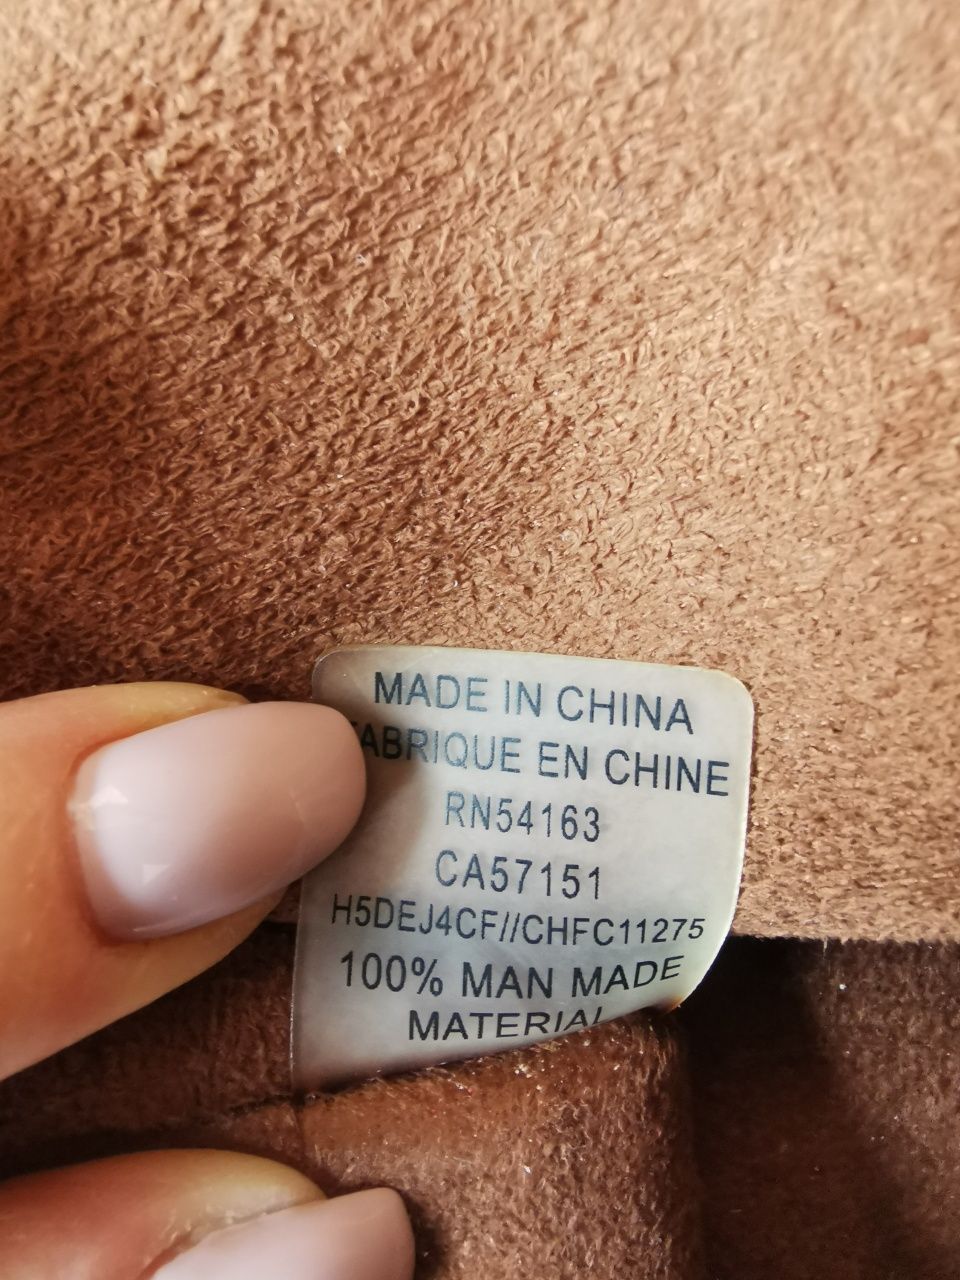 MADE IN CHINA
FABRIQUE EN CHINE
RN54163
CA57151
H5DEJ4CF//CHFC11275
100% MAN MADE
MATERIAL